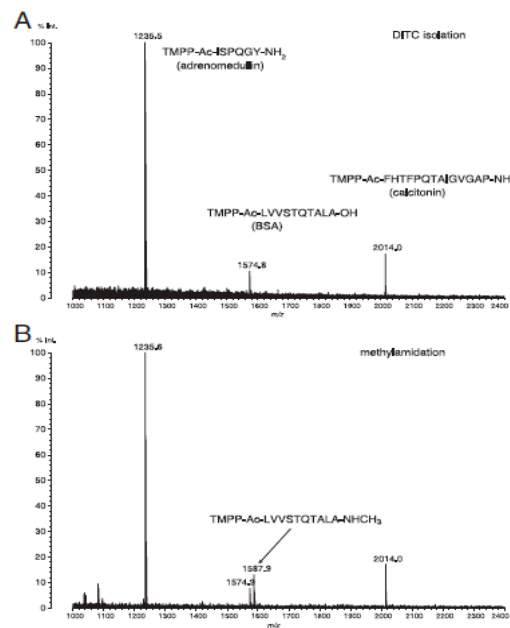 A
% Int.
1235.5
DITC isolation
TMPP-Ac-ISPQGY-NH2
(adrenomedullin)
TMPP-Ac-FHTFPQTAIGVGAP-NH
(calcitonin)
TMPP-Ac-LVVSTQTALA-OH
(BSA)
1574.8
2014.0
100
90
80
70
60
50
40
30
20
10
0
1000 1100 1200 1300 1400 1500 1600 1700 1800 1900 2000 2100 2200 2300 2400
m/z
B
% Int.
1235.6
methylamidation
TMPP-Ac-LVVSTQTALA-NHCH3
1587.9
1574.9
2014.0
100
90
80
70
60
50
40
30
20
10
0
1000 1100 1200 1300 1400 1500 1600 1700 1800 1900 2000 2100 2200 2300 2400
m/z